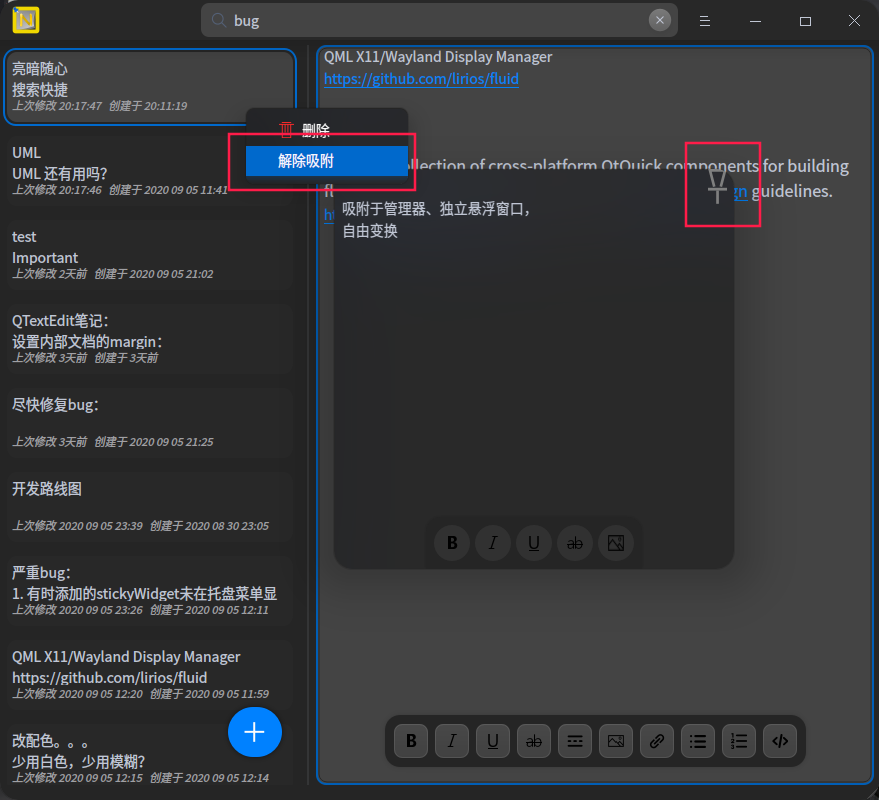 bug
亮暗随心
搜索快捷
上次修改 20:17:47 创建于 20:11:19
UML
UML 还有用吗？
上次修改 20:17:46 创建于 2020 09 05 11:41
test
Important
上次修改 2天前 创建于 2020 09 05 21:02
QTextEdit笔记：
设置内部文档的margin：
上次修改 3天前 创建于 3天前
尽快修复bug：
上次修改 3天前 创建于 2020 09 05 21:25
开发路线图
上次修改 2020 09 05 23:39 创建于 2020 08 30 23:05
严重bug：
1. 有时添加的stickyWidget未在托盘菜单显
上次修改 2020 09 05 23:26 创建于 2020 09 05 12:11
QML X11/Wayland Display Manager
https://github.com/lirios/fluid
上次修改 2020 09 05 12:20 创建于 2020 09 05 11:59
改配色。。。
少用白色，少用模糊？
上次修改 2020 09 05 12:15 创建于 2020 09 05 12:14
删除
解除吸附
QML X11/Wayland Display Manager
https://github.com/lirios/fluid
ollection of cross-platform QtQuick components for building
fl gn guidelines.
ht
吸附于管理器、独立悬浮窗口，
自由变换
B I U ab
B I U ab